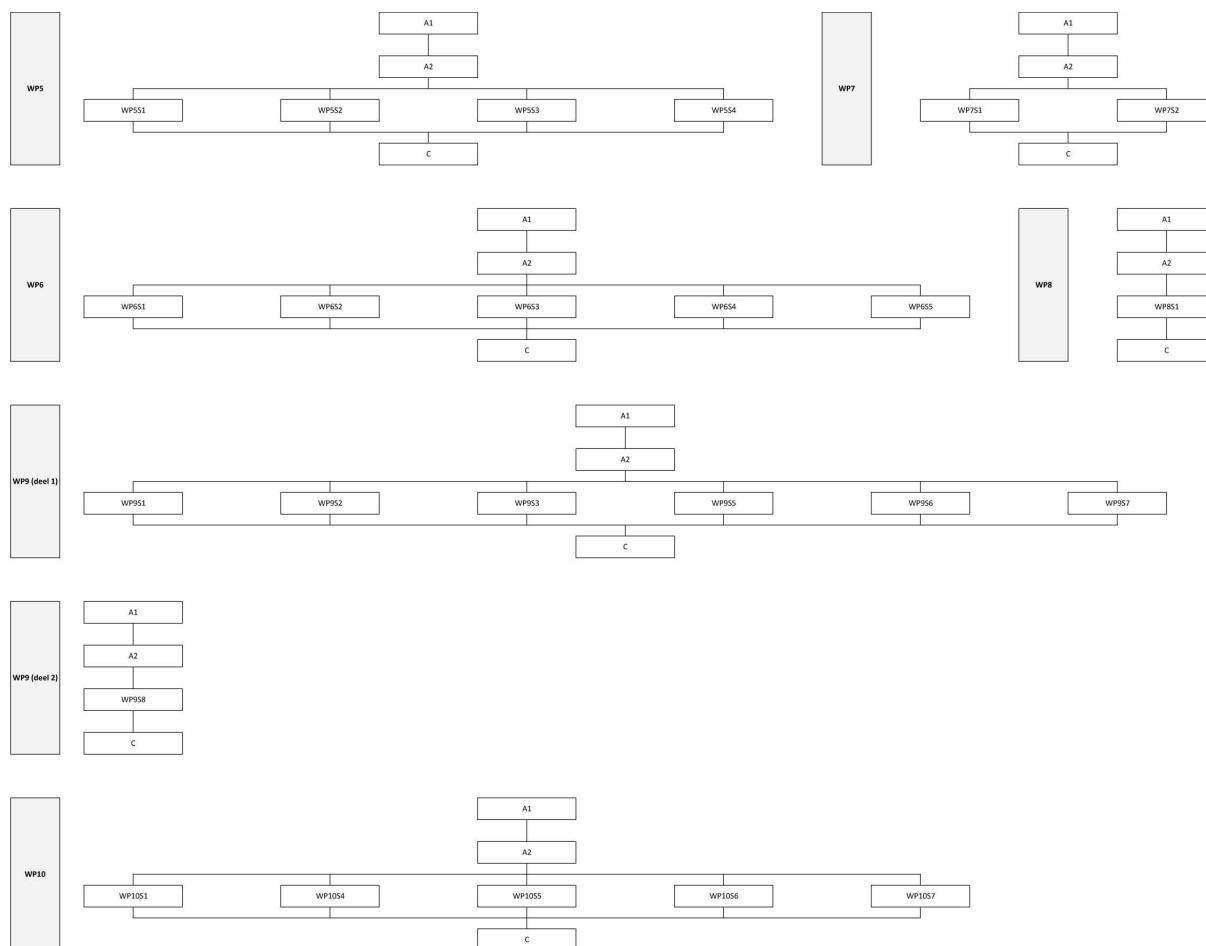 WP5
A1
A2
WP5S1 WP5S2 WP5S3 WP5S4
C
WP7
A1
A2
WP7S1 WP7S2
C
WP6
A1
A2
WP6S1 WP6S2 WP6S3 WP6S4 WP6S5
C
WP8
A1
A2
WP8S1
C
WP9 (deel 1)
A1
A2
WP9S1 WP9S2 WP9S3 WP9S5 WP9S6 WP9S7
C
WP9 (deel 2)
A1
A2
WP9S8
C
WP10
A1
A2
WP10S1 WP10S4 WP10S5 WP10S6 WP10S7
C